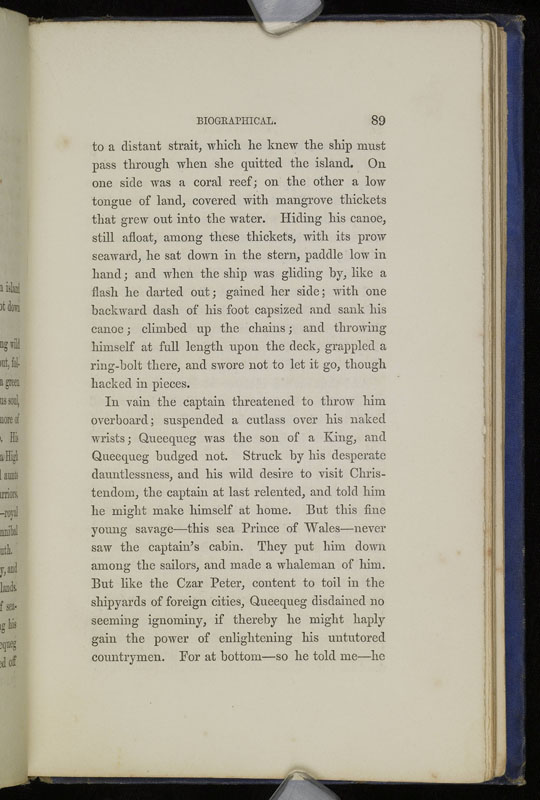 BIOGRAPHICAL. 89
to a distant strait, which he knew the ship must
pass through when she quitted the island. On
one side was a coral reef; on the other a low
tongue of land, covered with mangrove thickets
that grew out into the water. Hiding his canoe,
still afloat, among these thickets, with its prow
seaward, he sat down in the stern, paddle low in
hand; and when the ship was gliding by, like a
flash he darted out; gained her side; with one
backward dash of his foot capsized and sank his
canoe; climbed up the chains; and throwing
himself at full length upon the deck, grappled a
ring-bolt there, and swore not to let it go, though
hacked in pieces.
In vain the captain threatened to throw him
overboard; suspended a cutlass over his naked
wrists; Queequeg was the son of a King, and
Queequeg budged not. Struck by his desperate
dauntlessness, and his wild desire to visit Chris-
tendom, the captain at last relented, and told him
he might make himself at home. But this fine
young savage—this sea Prince of Wales—never
saw the captain's cabin. They put him down
among the sailors, and made a whaleman of him.
But like the Czar Peter, content to toil in the
shipyards of foreign cities, Queequeg disdained no
seeming ignominy, if thereby he might haply
gain the power of enlightening his untutored
countrymen. For at bottom—so he told me—he